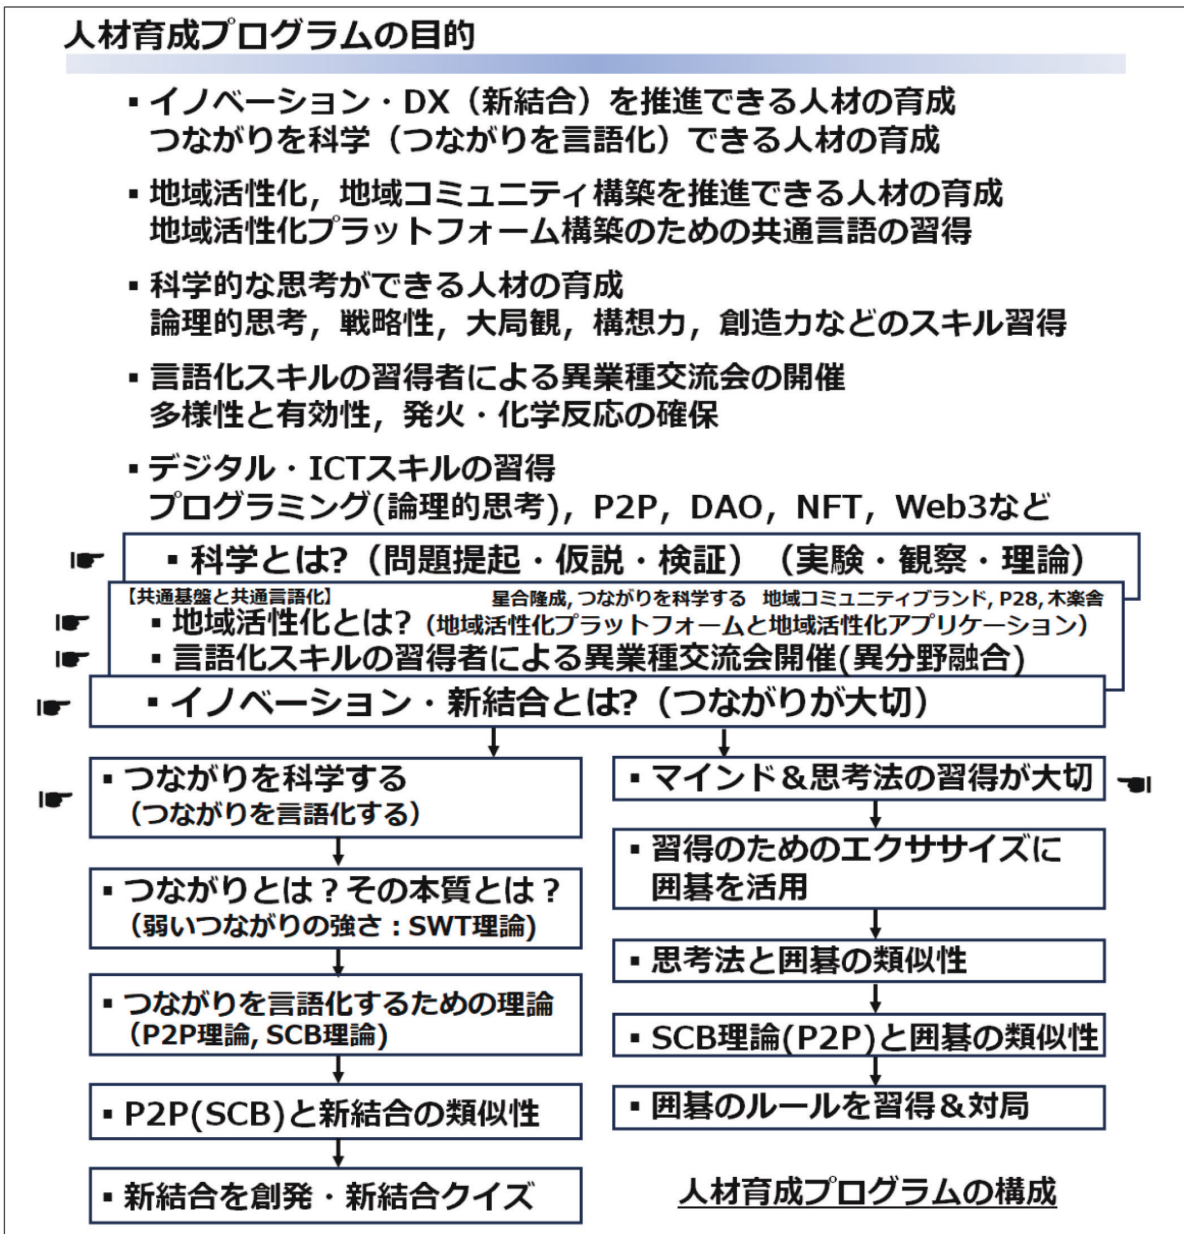 人材育成プログラムの目的
▪ イノベーション・DX（新結合）を推進できる人材の育成
つながりを科学（つながりを言語化）できる人材の育成
▪ 地域活性化，地域コミュニティ構築を推進できる人材の育成
地域活性化プラットフォーム構築のための共通言語の習得
▪ 科学的な思考ができる人材の育成
論理的思考，戦略性，大局観，構想力，創造力などのスキル習得
▪ 言語化スキルの習得者による異業種交流会の開催
多様性と有効性，発火・化学反応の確保
▪ デジタル・ICTスキルの習得
プログラミング(論理的思考)，P2P，DAO，NFT，Web3など
▪ 科学とは?（問題提起・仮説・検証）（実験・観察・理論）
【共通基盤と共通言語化】 星合隆成, つながりを科学する 地域コミュニティブランド, P28, 木楽舎
▪ 地域活性化とは?（地域活性化プラットフォームと地域活性化アプリケーション）
▪ 言語化スキルの習得者による異業種交流会開催(異分野融合)
▪ イノベーション・新結合とは?（つながりが大切）
▪ つながりを科学する
（つながりを言語化する）
▪ つながりとは？その本質とは？
（弱いつながりの強さ：SWT理論)
▪ つながりを言語化するための理論
（P2P理論, SCB理論)
▪ P2P(SCB)と新結合の類似性
▪ 新結合を創発・新結合クイズ
▪ マインド＆思考法の習得が大切
▪ 習得のためのエクササイズに
囲碁を活用
▪ 思考法と囲碁の類似性
▪ SCB理論(P2P)と囲碁の類似性
▪ 囲碁のルールを習得＆対局
人材育成プログラムの構成